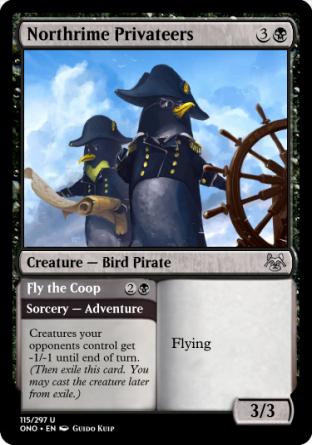 Northrime Privateers 3
Creature — Bird Pirate
Fly the Coop 2
Sorcery — Adventure
Creatures your
opponents control get
-1/-1 until end of turn.
(Then exile this card. You
may cast the creature later
from exile.)
Flying
3/3
115/297 U
ONO • EN Guido Kuip